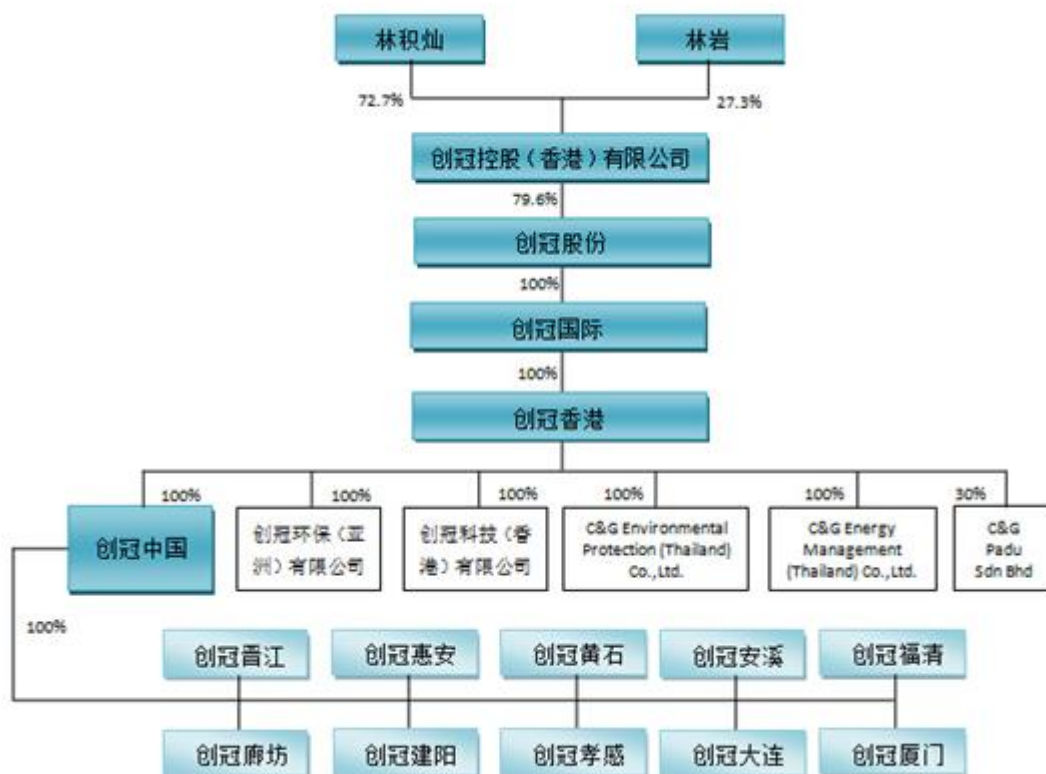 林积灿
林岩
72.7%
27.3%
创冠控股（香港）有限公司
79.6%
创冠股份
100%
创冠国际
100%
创冠香港
100%
100%
100%
100%
100%
30%
创冠中国
创冠环保（亚
洲）有限公司
创冠科技（香
港）有限公司
C&G Environmental
Protection (Thailand)
Co.,Ltd.
C&G Energy
Management
(Thailand) Co.,Ltd.
C&G
Padu
Sdn Bhd
100%
创冠晋江
创冠惠安
创冠黄石
创冠安溪
创冠福清
创冠廊坊
创冠建阳
创冠孝感
创冠大连
创冠厦门